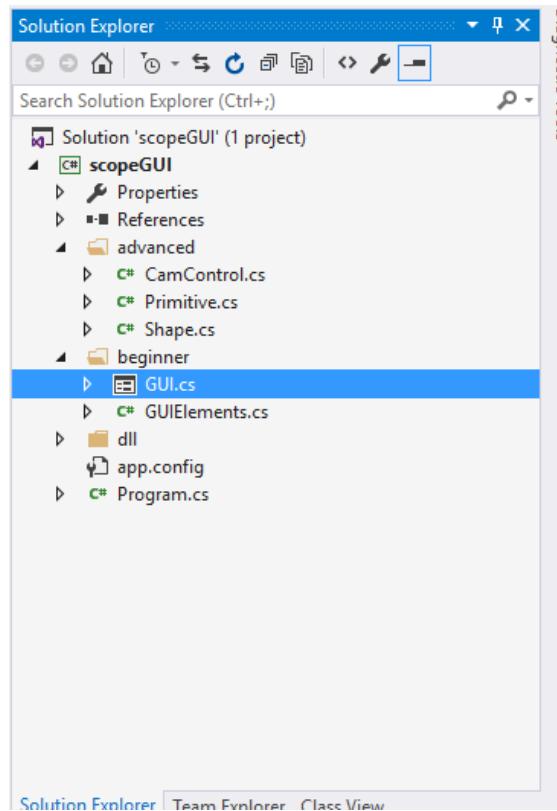 Solution Explorer
Search Solution Explorer (Ctrl+;)
Solution 'scopeGUI' (1 project)
C# scopeGUI
Properties
References
advanced
C# CamControl.cs
C# Primitive.cs
C# Shape.cs
beginner
GUI.cs
C# GUIElements.cs
dll
app.config
C# Program.cs
Solution Explorer Team Explorer Class View